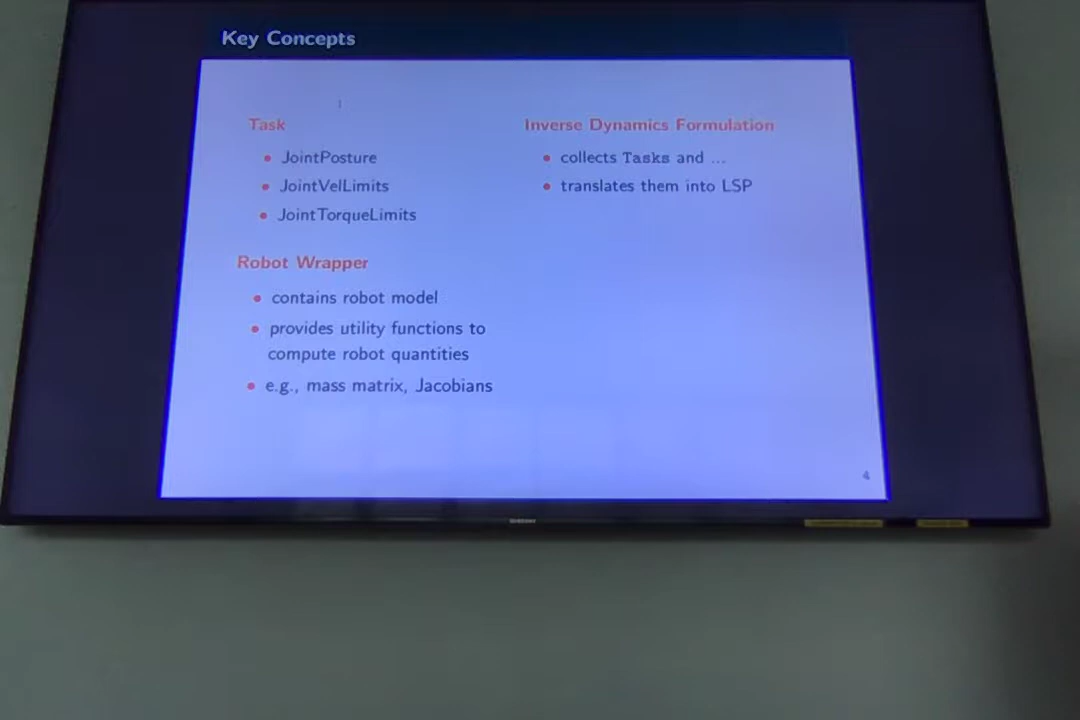 Key Concepts
Task
JointPosture
JointVelLimits
JointTorqueLimits
Robot Wrapper
contains robot model
provides utility functions to
compute robot quantities
e.g., mass matrix, Jacobians
Inverse Dynamics Formulation
collects Tasks and ...
translates them into LSP
4